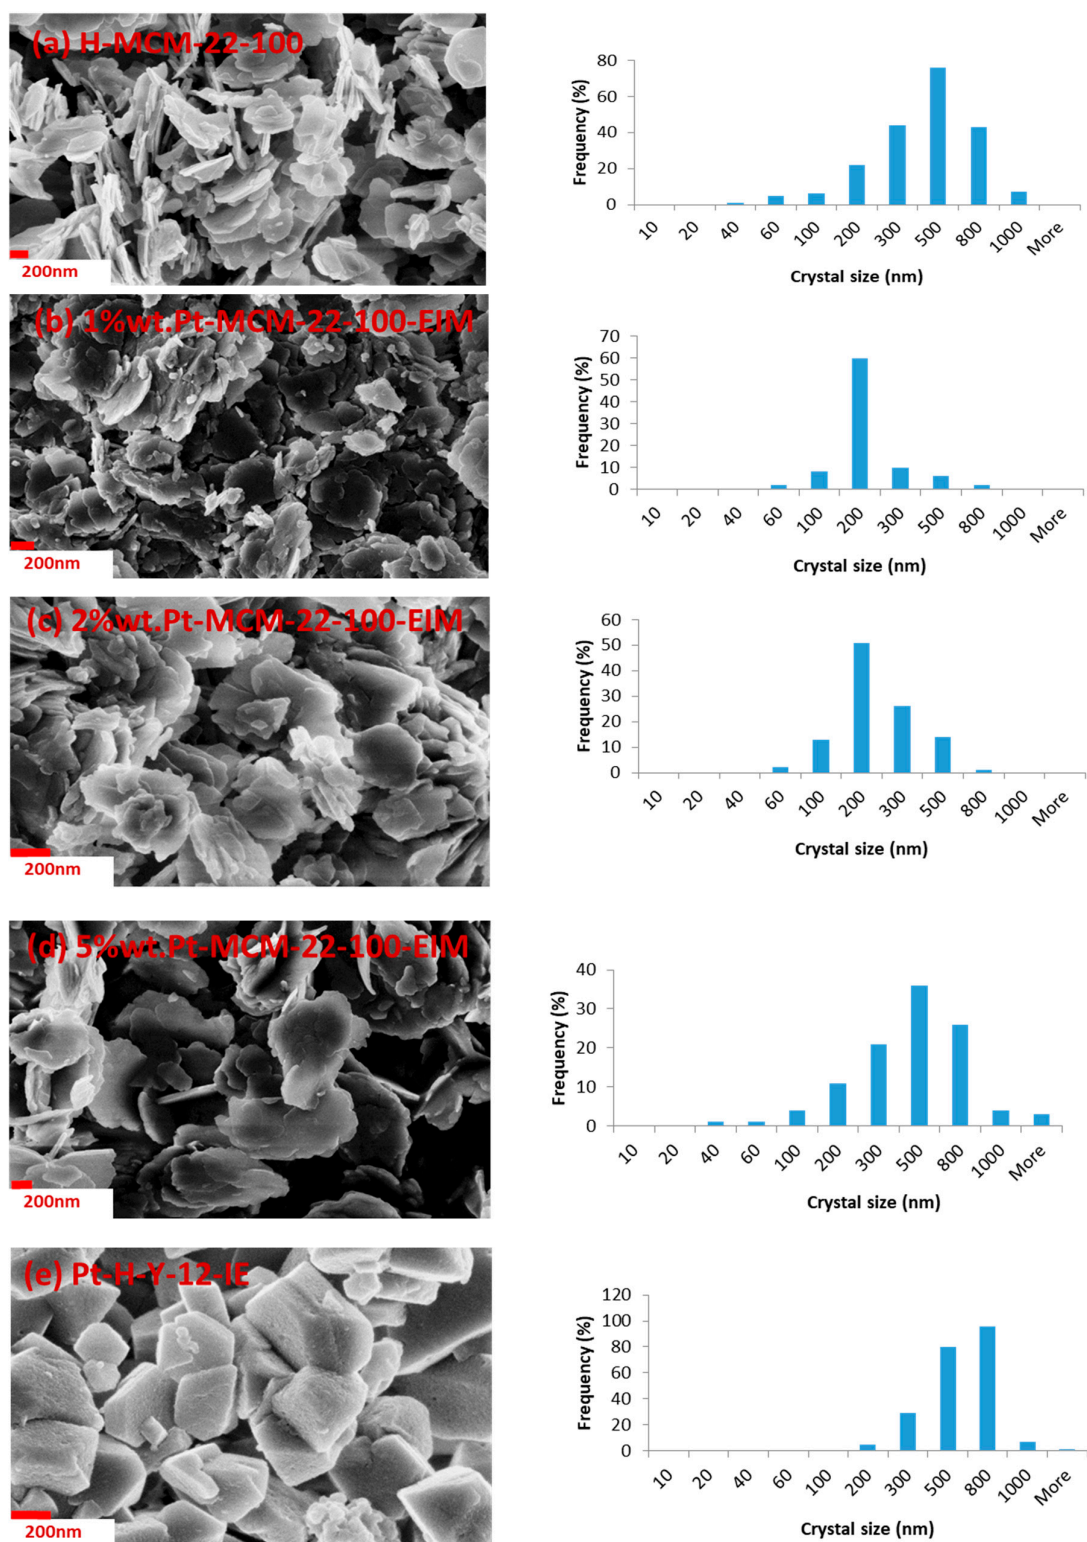 (a) H-MCM-22-100
200nm
Frequency (%)
80
60
40
20
0
10 20 40 60 100 200 300 500 800 1000 More
Crystal size (nm)
(b) 1%wt.Pt-MCM-22-100-EIM
200nm
Frequency (%)
70
60
50
40
30
20
10
0
10 20 40 60 100 200 300 500 800 1000 More
Crystal size (nm)
(c) 2%wt.Pt-MCM-22-100-EIM
200nm
Frequency (%)
60
50
40
30
20
10
0
10 20 40 60 100 200 300 500 800 1000 More
Crystal size (nm)
(d) 5%wt.Pt-MCM-22-100-EIM
200nm
Frequency (%)
40
30
20
10
0
10 20 40 60 100 200 300 500 800 1000 More
Crystal size (nm)
(e) Pt-H-Y-12-IE
200nm
Frequency (%)
120
100
80
60
40
20
0
10 20 40 60 100 200 300 500 800 1000 More
Crystal size (nm)